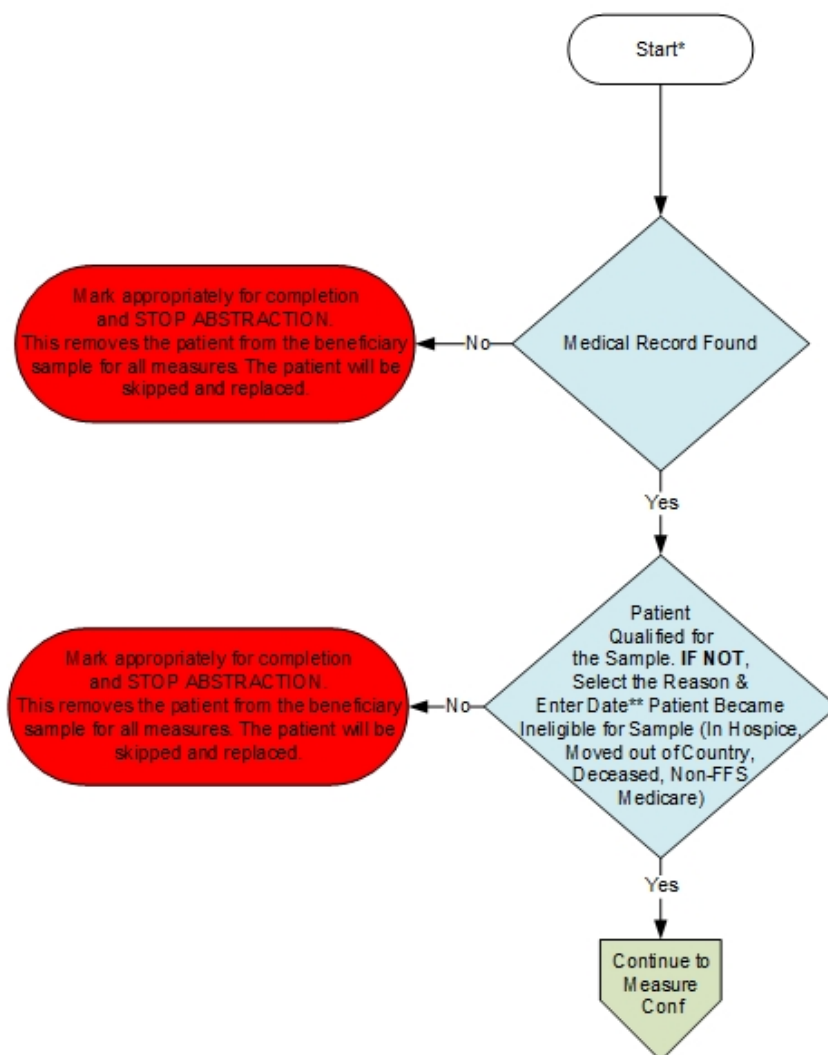 Start*
Medical Record Found
No
Mark appropriately for completion
and STOP ABSTRACTION.
This removes the patient from the beneficiary
sample for all measures. The patient will be
skipped and replaced.
Yes
Patient
Qualified for
the Sample. IF NOT,
Select the Reason &
Enter Date** Patient Became
Ineligible for Sample (In Hospice,
Moved out of Country,
Deceased, Non-FFS
Medicare)
No
Mark appropriately for completion
and STOP ABSTRACTION.
This removes the patient from the beneficiary
sample for all measures. The patient will be
skipped and replaced.
Yes
Continue to
Measure
Conf